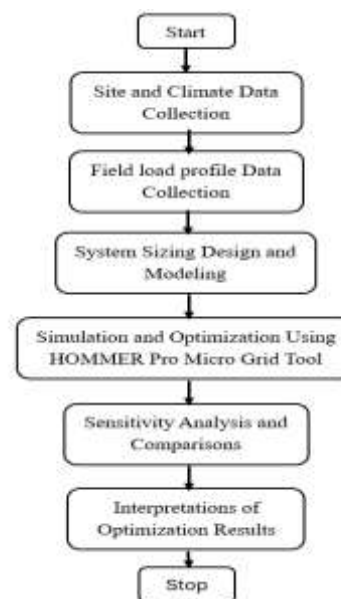 Start
Site and Climate Data
Collection
Field load profile Data
Collection
System Sizing Design and
Modeling
Simulation and Optimization Using
HOMMER Pro Micro Grid Tool
Sensitivity Analysis and
Comparisons
Interpretations of
Optimization Results
Stop